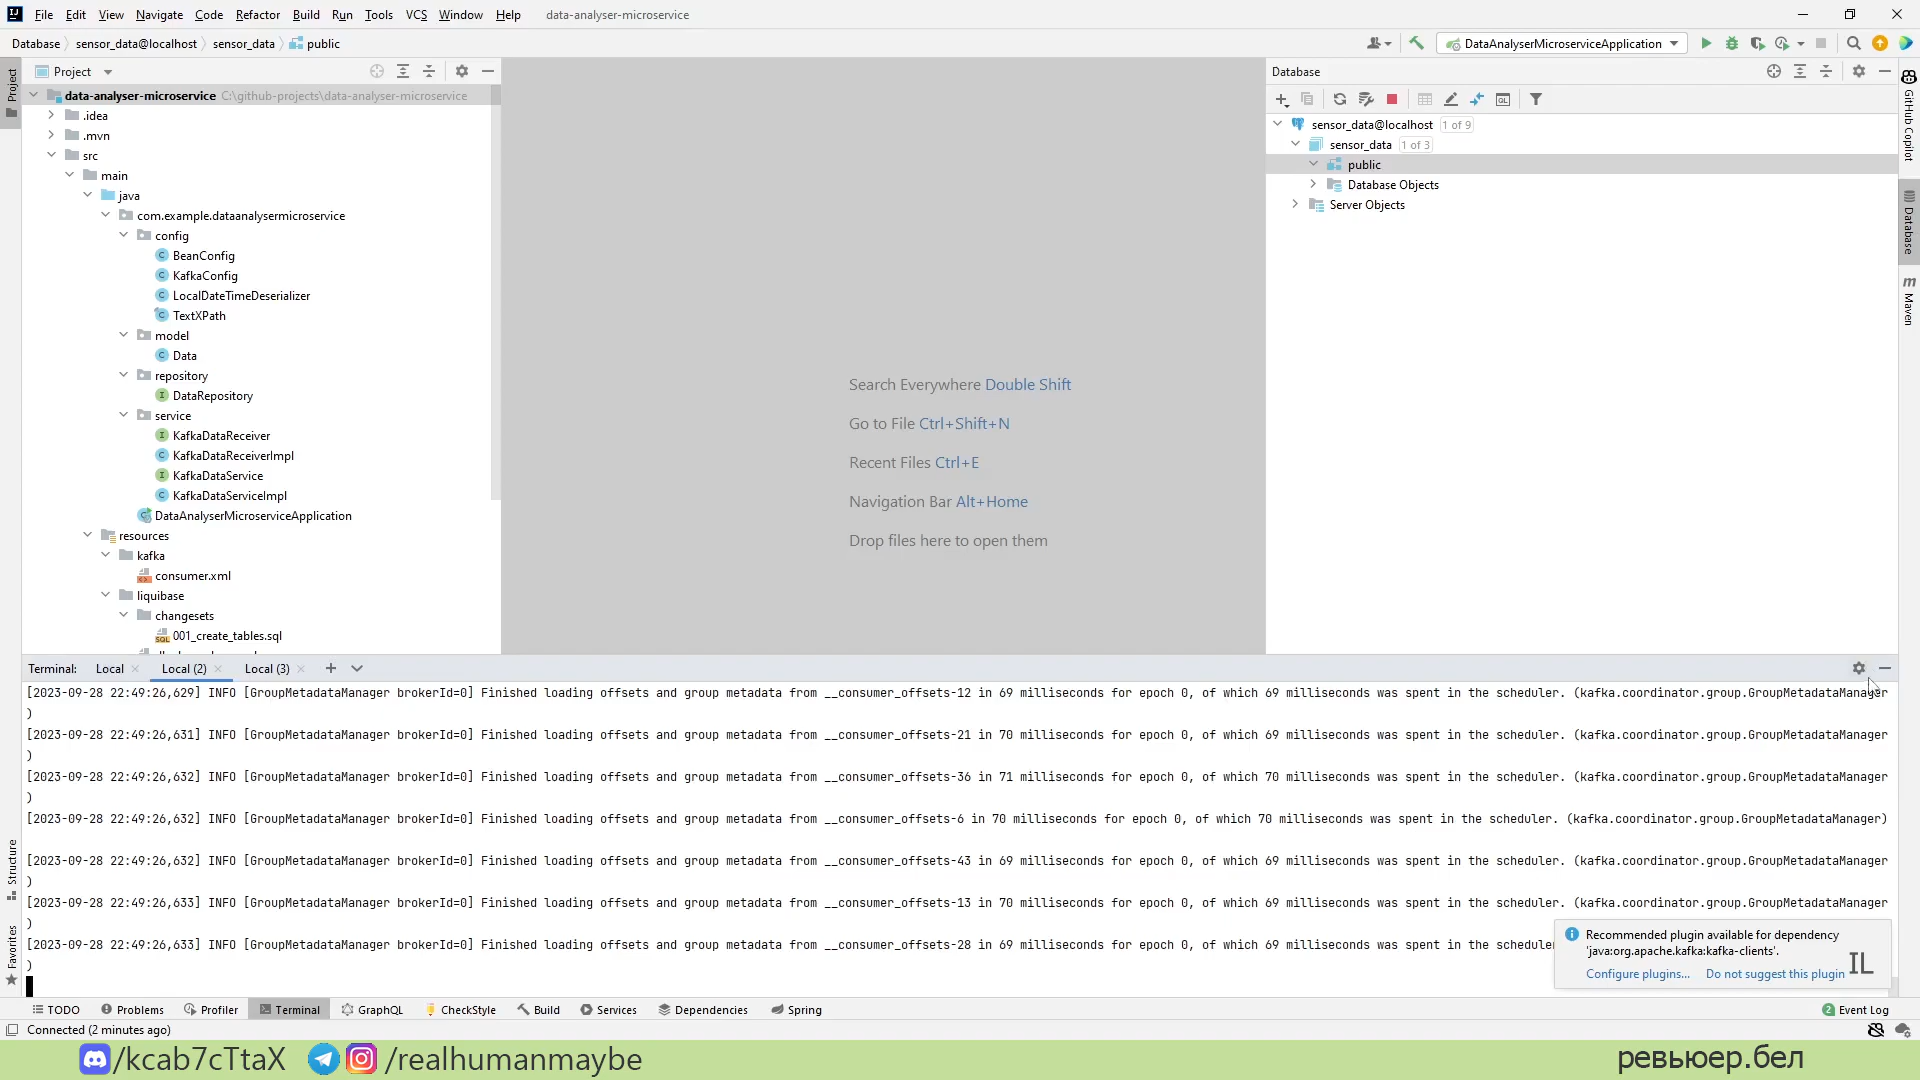 File Edit View Navigate Code Refactor Build Run Tools VCS Window Help data-analyser-microservice
Database sensor_data@localhost sensor_data public
DataAnalyserMicroserviceApplication
Project
Project
data-analyser-microservice C:\github-projects\data-analyser-microservice
.idea
.mvn
src
main
java
com.example.dataanalysermicroservice
config
BeanConfig
KafkaConfig
LocalDateTimeDeserializer
TextXPath
model
Data
repository
DataRepository
service
KafkaDataReceiver
KafkaDataReceiverImpl
KafkaDataService
KafkaDataServiceImpl
DataAnalyserMicroserviceApplication
resources
kafka
consumer.xml
liquibase
changesets
001_create_tables.sql
Search Everywhere Double Shift
Go to File Ctrl+Shift+N
Recent Files Ctrl+E
Navigation Bar Alt+Home
Drop files here to open them
Database
sensor_data@localhost 1 of 9
sensor_data 1 of 3
public
Database Objects
Server Objects
GitHub Copilot
Database
Maven
Terminal: Local Local (2) Local (3)
[2023-09-28 22:49:26,629] INFO [GroupMetadataManager brokerId=0] Finished loading offsets and group metadata from __consumer_offsets-12 in 69 milliseconds for epoch 0, of which 69 milliseconds was spent in the scheduler. (kafka.coordinator.group.GroupMetadataManager
)
[2023-09-28 22:49:26,631] INFO [GroupMetadataManager brokerId=0] Finished loading offsets and group metadata from __consumer_offsets-21 in 70 milliseconds for epoch 0, of which 69 milliseconds was spent in the scheduler. (kafka.coordinator.group.GroupMetadataManager
)
[2023-09-28 22:49:26,632] INFO [GroupMetadataManager brokerId=0] Finished loading offsets and group metadata from __consumer_offsets-36 in 71 milliseconds for epoch 0, of which 70 milliseconds was spent in the scheduler. (kafka.coordinator.group.GroupMetadataManager
)
[2023-09-28 22:49:26,632] INFO [GroupMetadataManager brokerId=0] Finished loading offsets and group metadata from __consumer_offsets-6 in 70 milliseconds for epoch 0, of which 70 milliseconds was spent in the scheduler. (kafka.coordinator.group.GroupMetadataManager)
[2023-09-28 22:49:26,632] INFO [GroupMetadataManager brokerId=0] Finished loading offsets and group metadata from __consumer_offsets-43 in 69 milliseconds for epoch 0, of which 69 milliseconds was spent in the scheduler. (kafka.coordinator.group.GroupMetadataManager
)
[2023-09-28 22:49:26,633] INFO [GroupMetadataManager brokerId=0] Finished loading offsets and group metadata from __consumer_offsets-13 in 70 milliseconds for epoch 0, of which 69 milliseconds was spent in the scheduler. (kafka.coordinator.group.GroupMetadataManager
)
[2023-09-28 22:49:26,633] INFO [GroupMetadataManager brokerId=0] Finished loading offsets and group metadata from __consumer_offsets-28 in 69 milliseconds for epoch 0, of which 69 milliseconds was spent in the scheduler
)
Structure
Favorites
Recommended plugin available for dependency
'java:org.apache.kafka:kafka-clients'.
Configure plugins... Do not suggest this plugin
IL
TODO Problems Profiler Terminal GraphQL CheckStyle Build Services Dependencies Spring 2 Event Log
Connected (2 minutes ago)
/kcab7cTtaX /realhumanmaybe ревьюер.бел